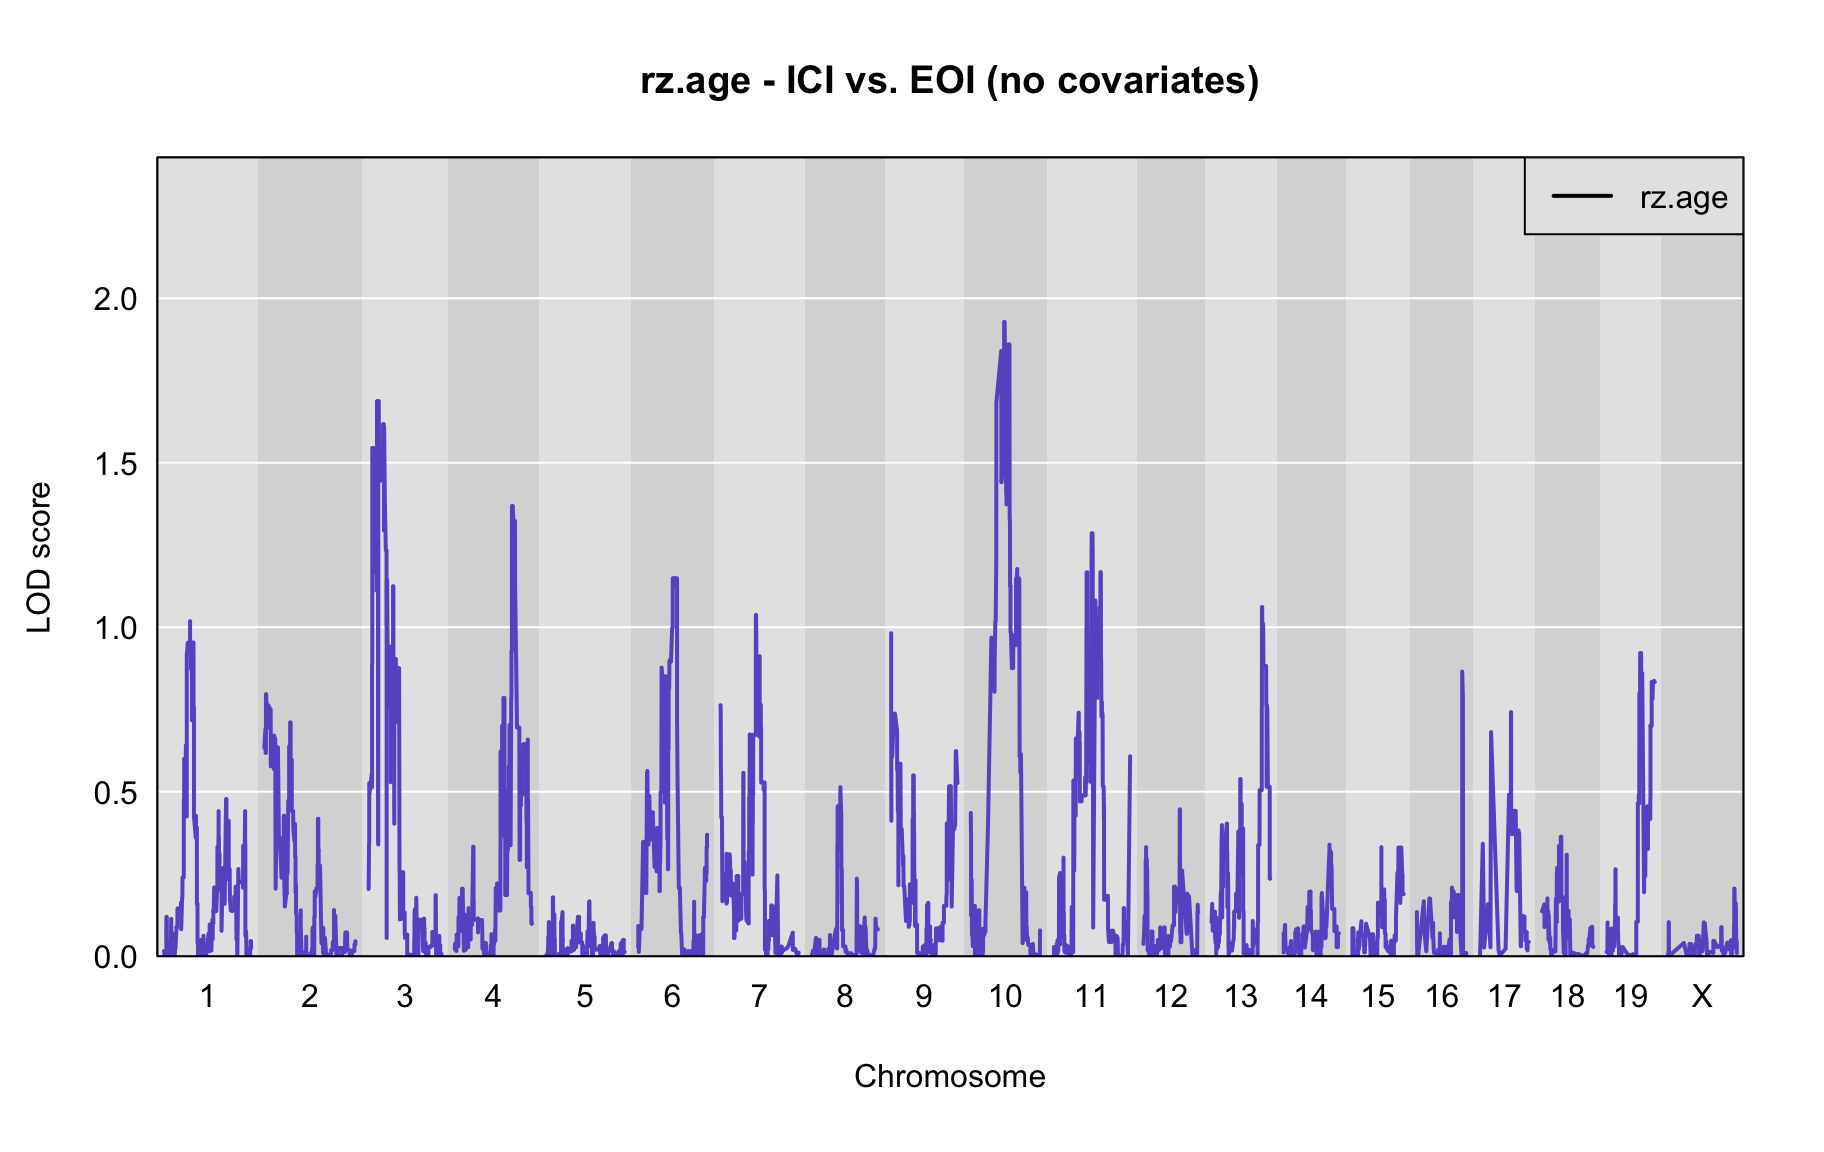 rz.age - ICI vs. EOI (no covariates)
rz.age
LOD score
2.0
1.5
1.0
0.5
0.0
1 2 3 4 5 6 7 8 9 10 11 12 13 14 15 16 17 18 19 X
Chromosome